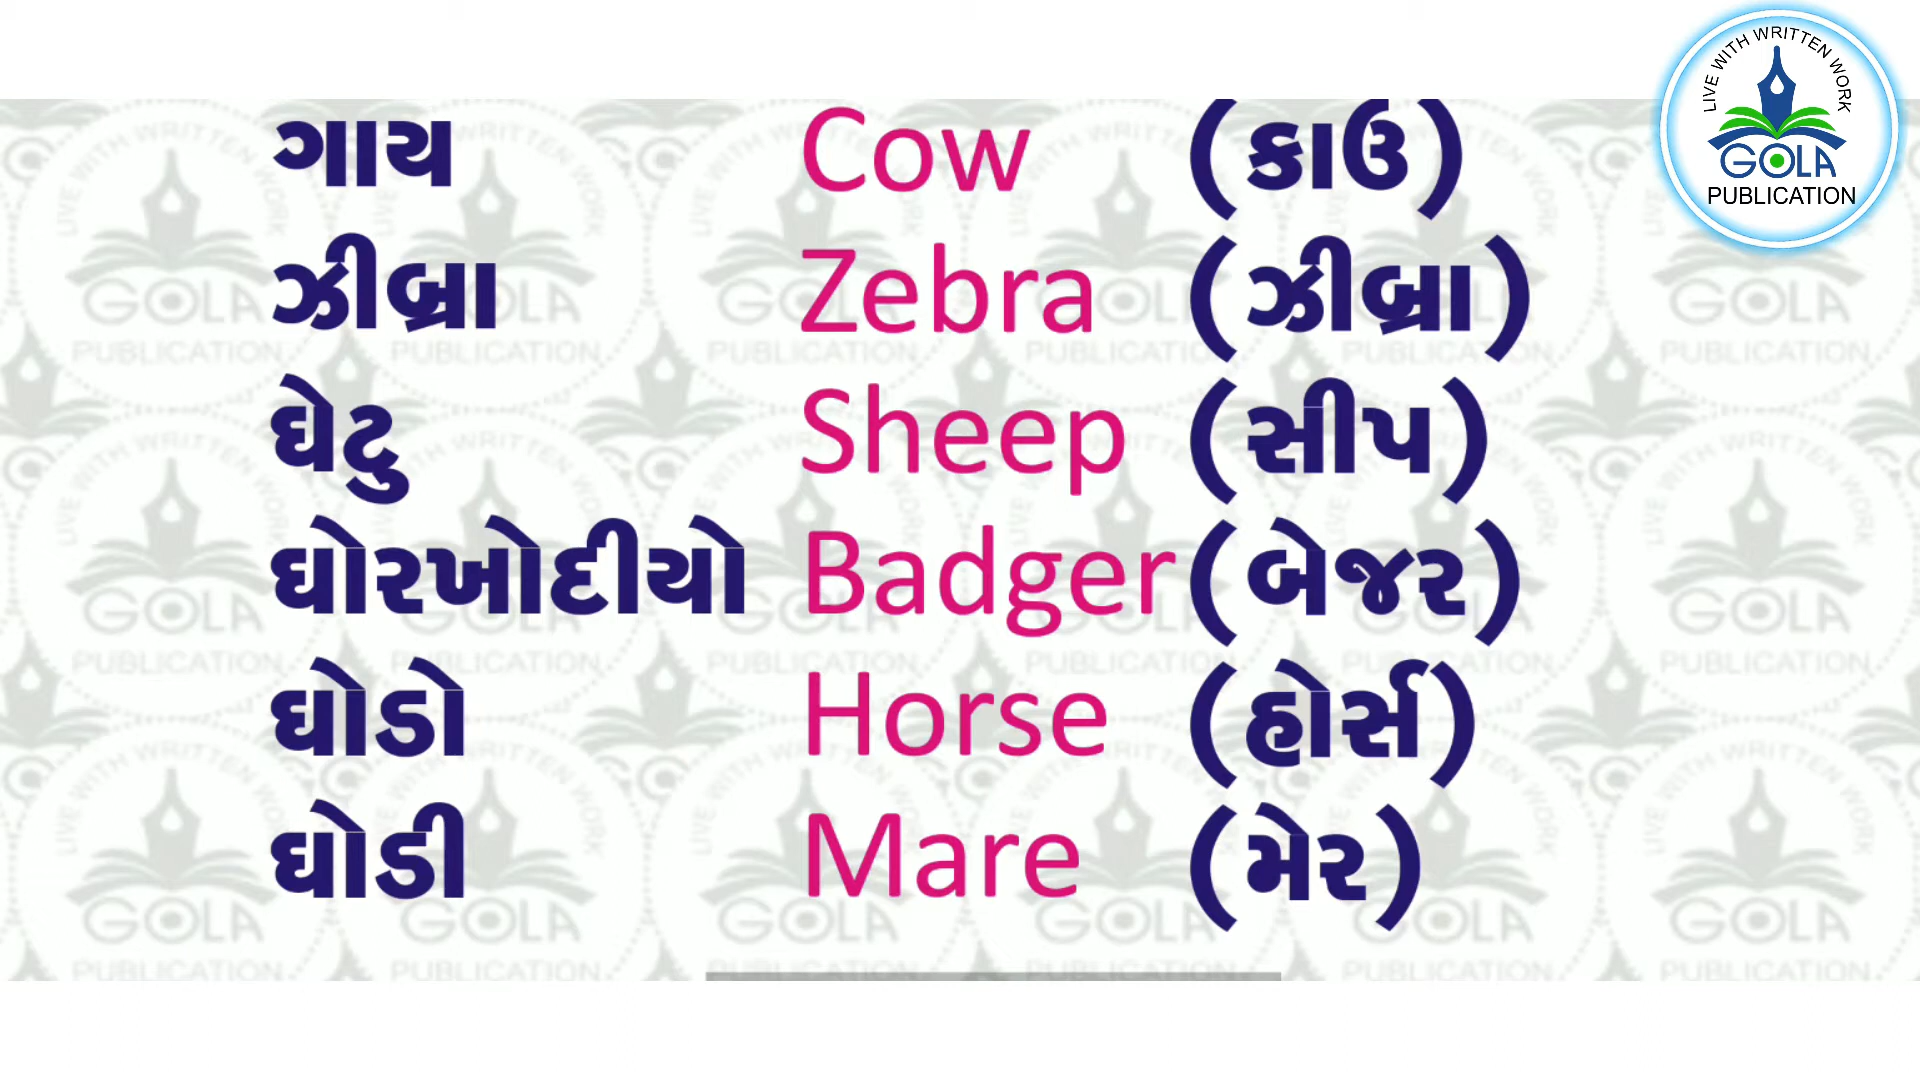 LIVE WITH WRITTEN WORK
GOLA
PUBLICATION
ગાય Cow (કાઉ)
ઝીબ્રા Zebra (ઝીબ્રા)
ઘેટુ Sheep (સીપ)
ઘોરખોદીયો Badger (બેજર)
ઘોડો Horse (હોર્સ)
ઘોડી Mare (મેર)